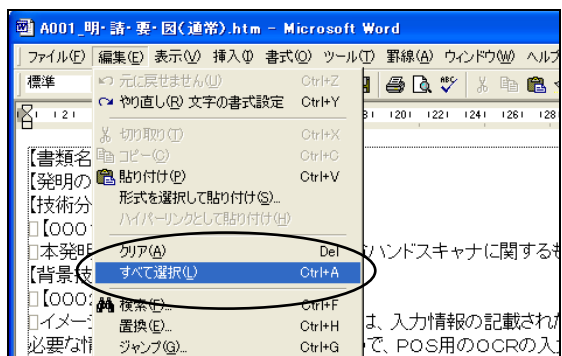 A001_明・請・要・図(通常).htm - Microsoft Word
ファイル(F) 編集(E) 表示(V) 挿入(I) 書式(O) ツール(T) 罫線(A) ウィンドウ(W) ヘルプ
標準
元に戻せません(U) Ctrl+Z
やり直し(R) 文字の書式設定 Ctrl+Y
切り取り(T) Ctrl+X
コピー(C) Ctrl+C
貼り付け(P) Ctrl+V
形式を選択して貼り付け(S)...
ハイパーリンクとして貼り付け(H)
クリア(A) Del
すべて選択(L) Ctrl+A
検索(F)... Ctrl+F
置換(E)... Ctrl+H
ジャンプ(G)... Ctrl+G
|2| |20| |22| |24| |26| |28
【書類名
【発明の
【技術分
【000
本発明 ハンドスキャナに関するも
【背景技
【000
イメー は、入力情報の記載された
必要な情 で、POS用のOCRの入